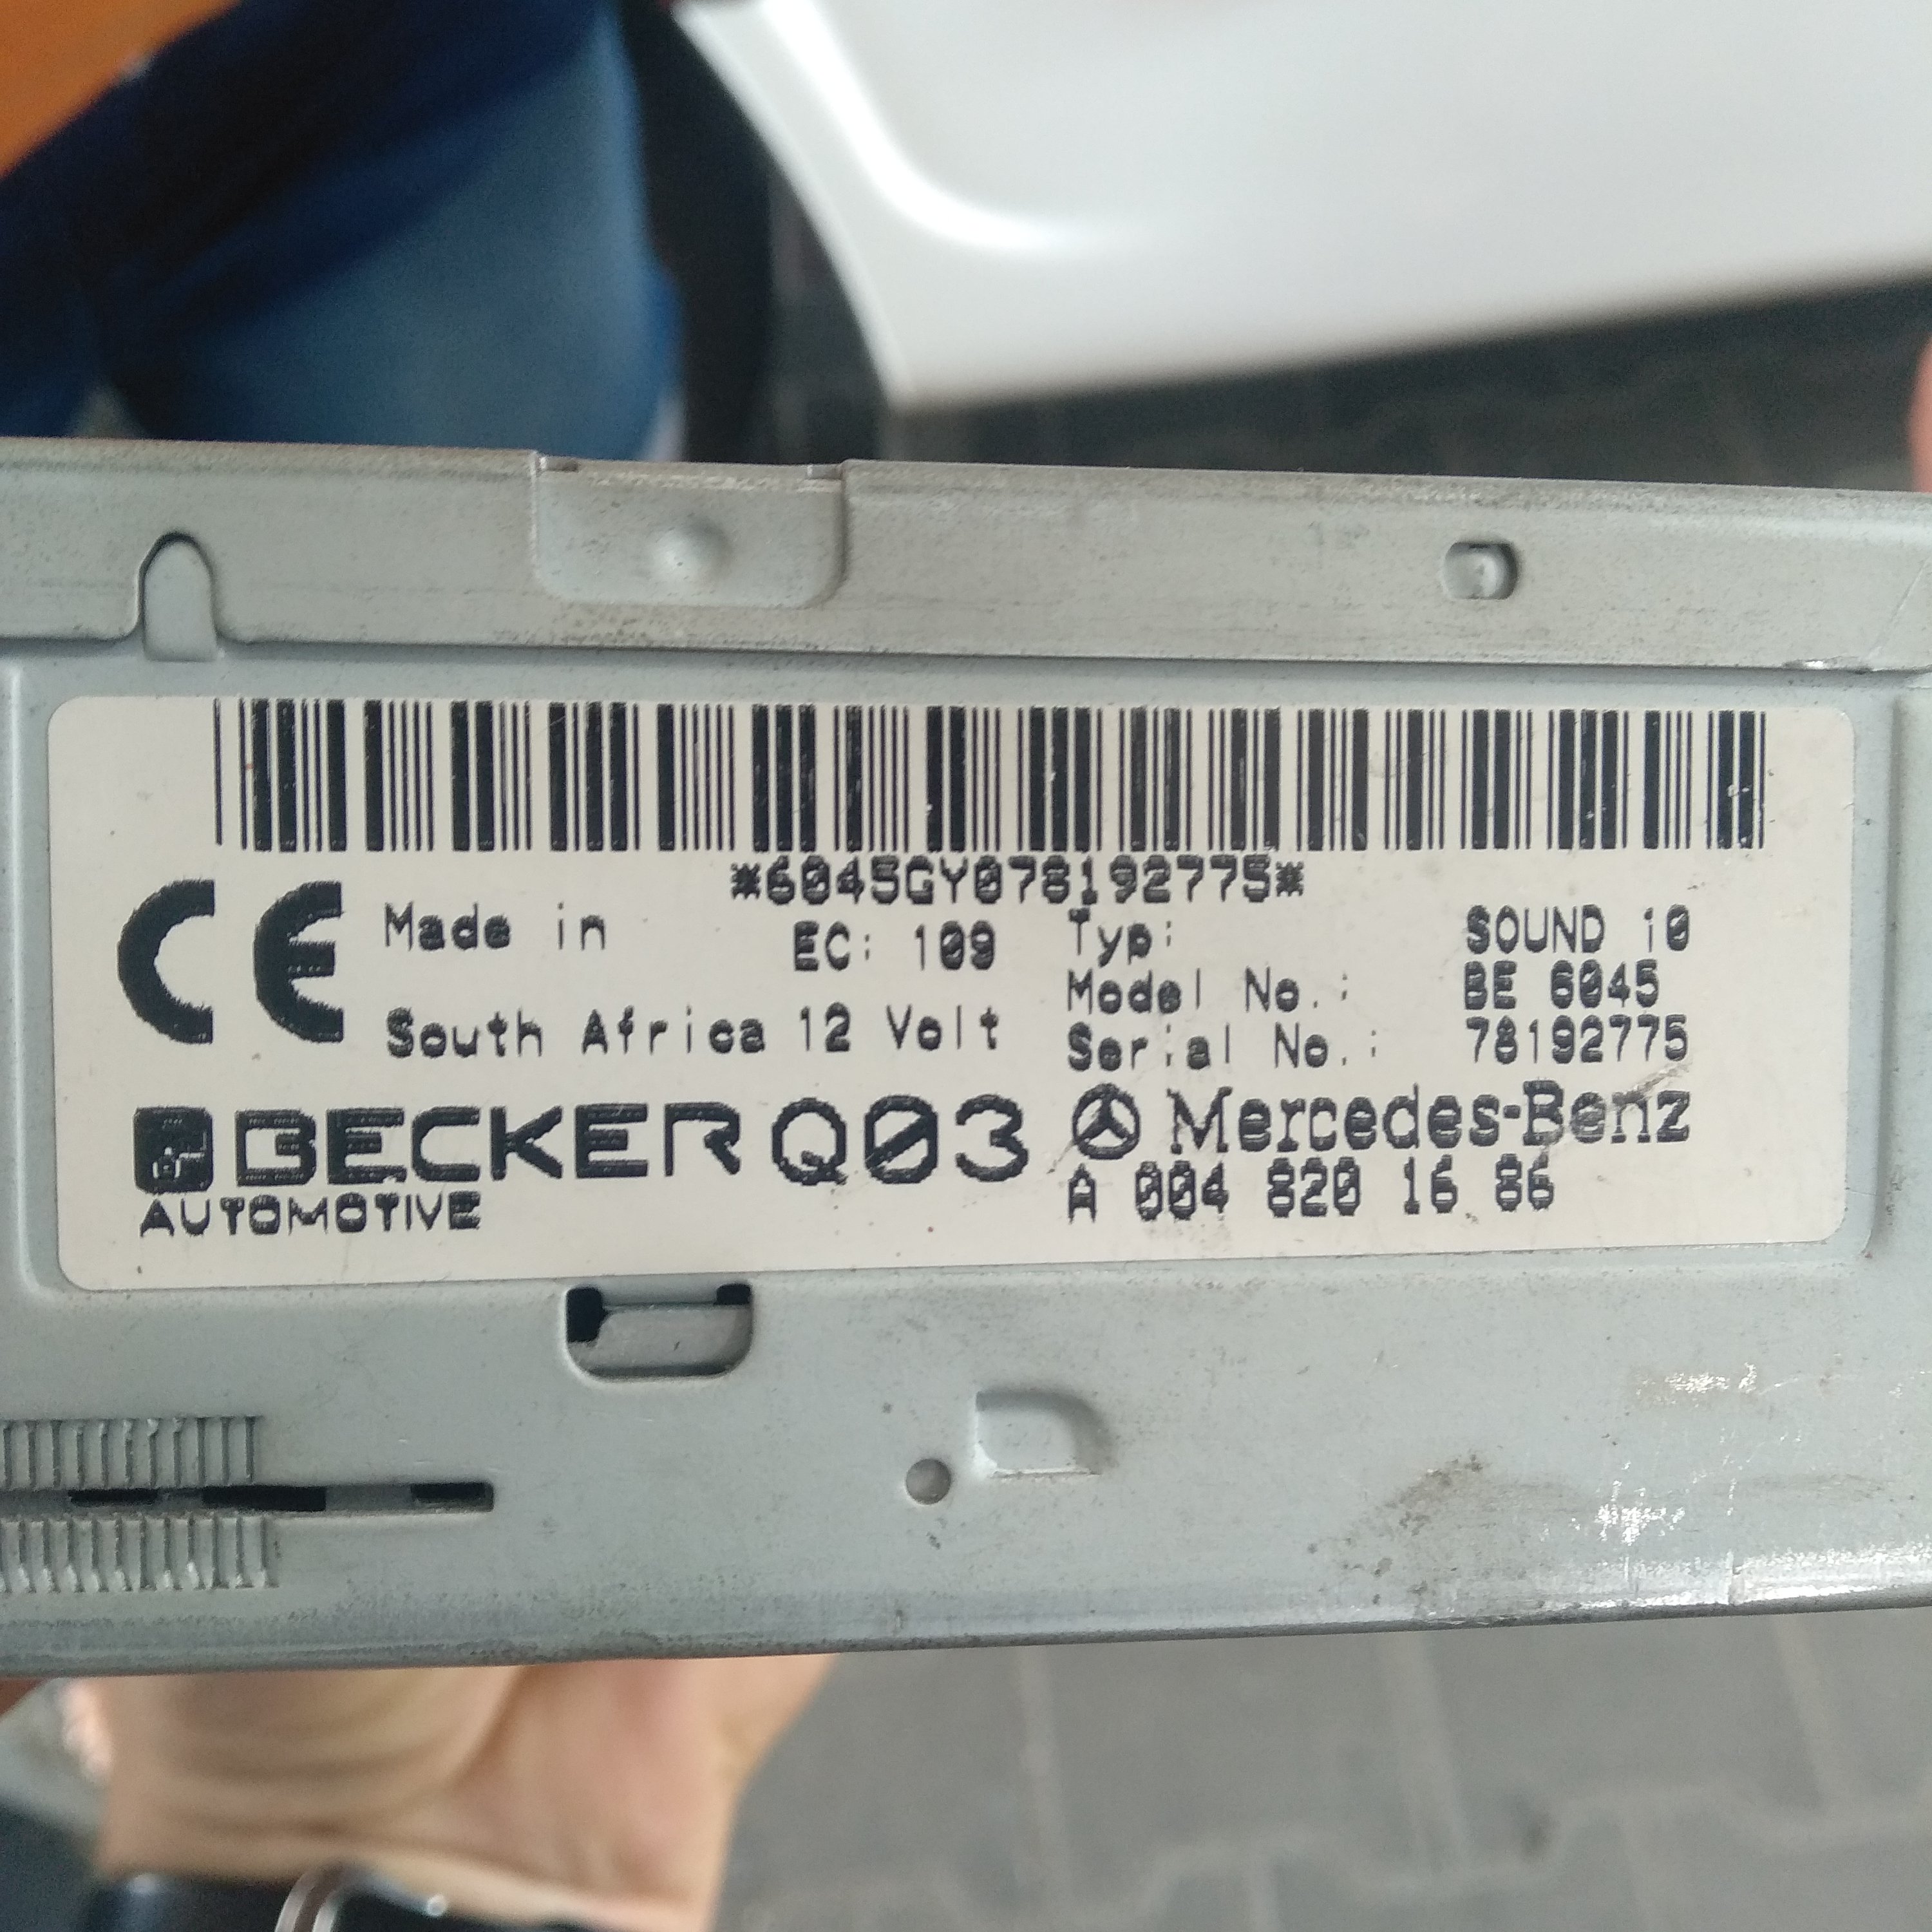 *6045GY078192775*
CE
Made in
South Africa
EC: 109
12 Volt
Typ: SOUND 10
Model No.: BE 6045
Serial No.: 78192775
BECKER Q03
AUTOMOTIVE
Mercedes-Benz
A 004 820 16 86